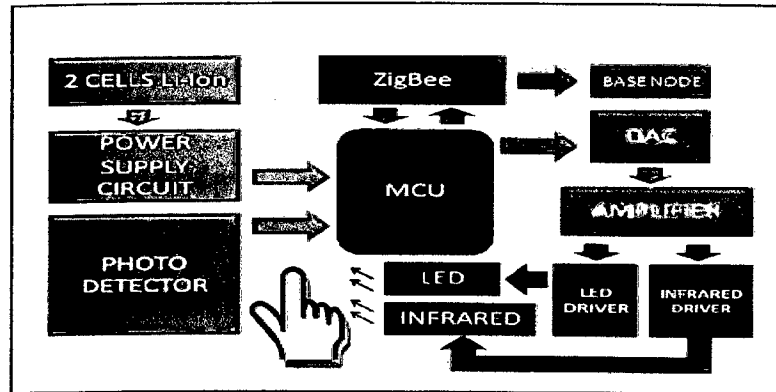 2 CELLS Li-Ion
ZigBee
BASE NODE
POWER
SUPPLY
CIRCUIT
DAC
MCU
AMPLIFIER
PHOTO
DETECTOR
LED
INFRARED
LED
DRIVER
INFRARED
DRIVER